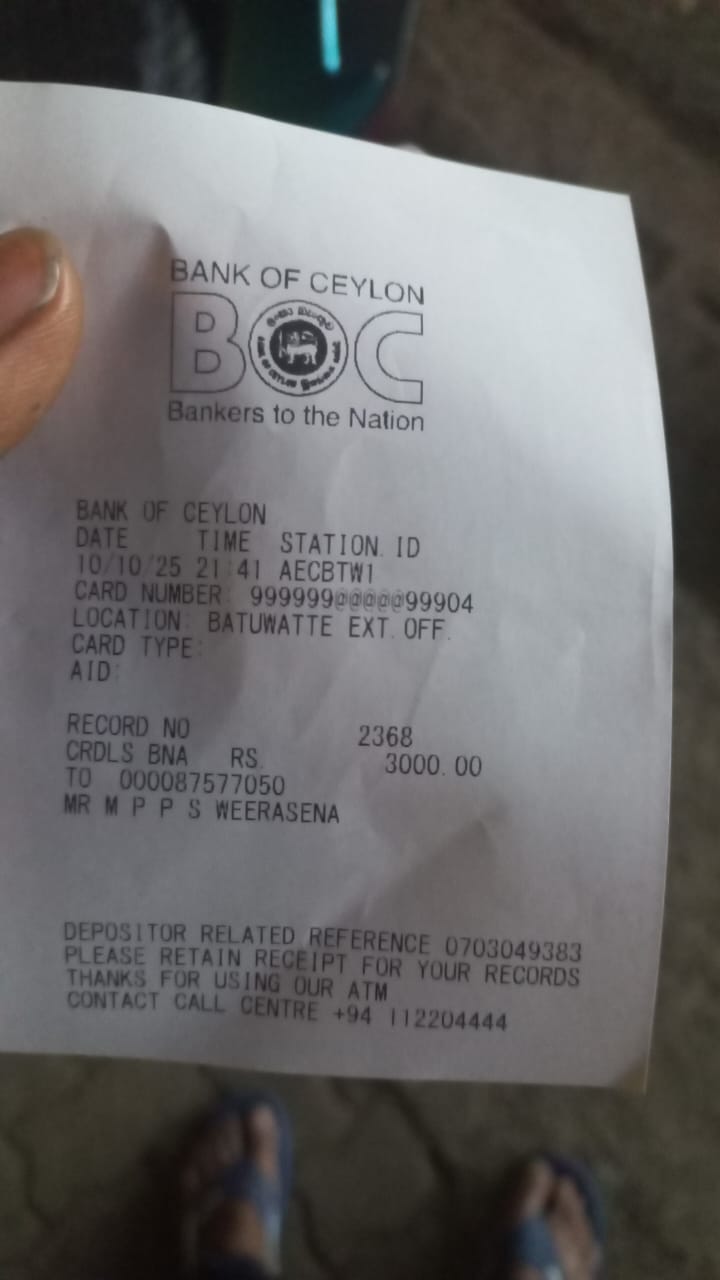 BANK OF CEYLON
BOC
Bankers to the Nation
BANK OF CEYLON
DATE TIME STATION ID
10/10/25 21:41 AECBTW1
CARD NUMBER: 999999@@@@@99904
LOCATION: BATUWATTE EXT.OFF.
CARD TYPE:
AID:
RECORD NO 2368
CRDLS BNA RS. 3000.00
TO 000087577050
MR M P P S WEERASENA
DEPOSITOR RELATED REFERENCE 0703049383
PLEASE RETAIN RECEIPT FOR YOUR RECORDS
THANKS FOR USING OUR ATM
CONTACT CALL CENTRE +94 112204444